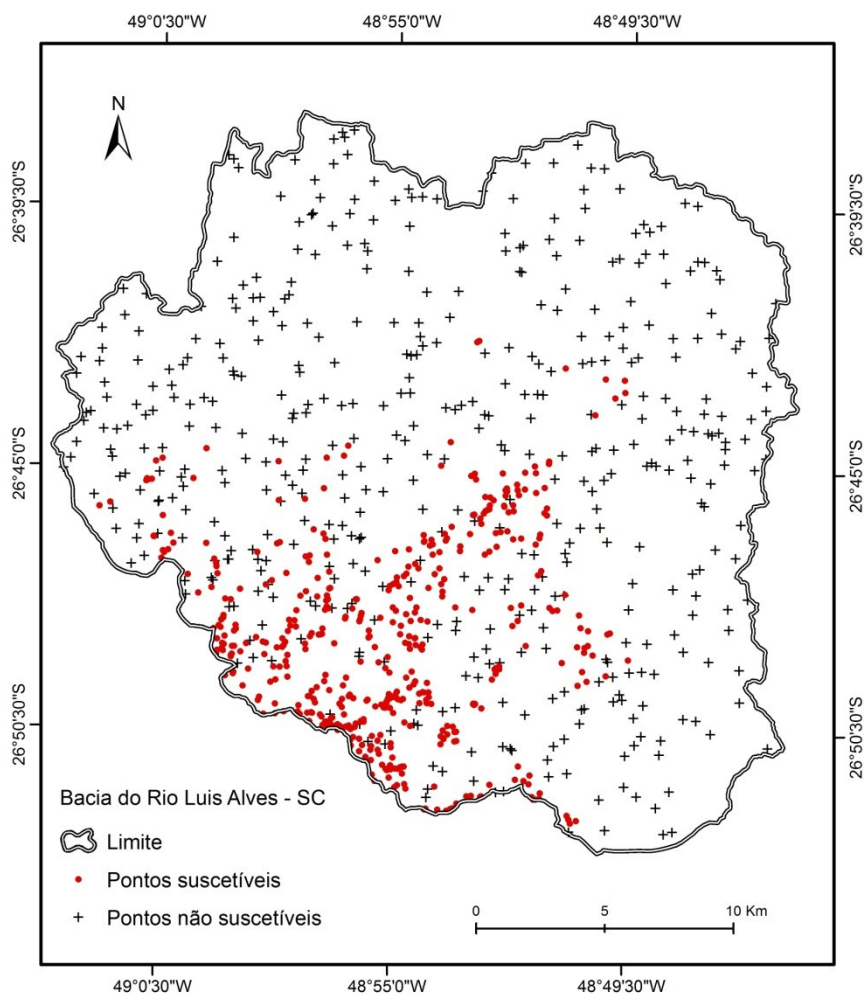 49°0'30"W 48°55'0"W 48°49'30"W
N
26°39'30"S 26°39'30"S
26°45'0"S 26°45'0"S
26°50'30"S 26°50'30"S
Bacia do Rio Luis Alves - SC
Limite
Pontos suscetíveis
Pontos não suscetíveis
0 5 10 Km
49°0'30"W 48°55'0"W 48°49'30"W